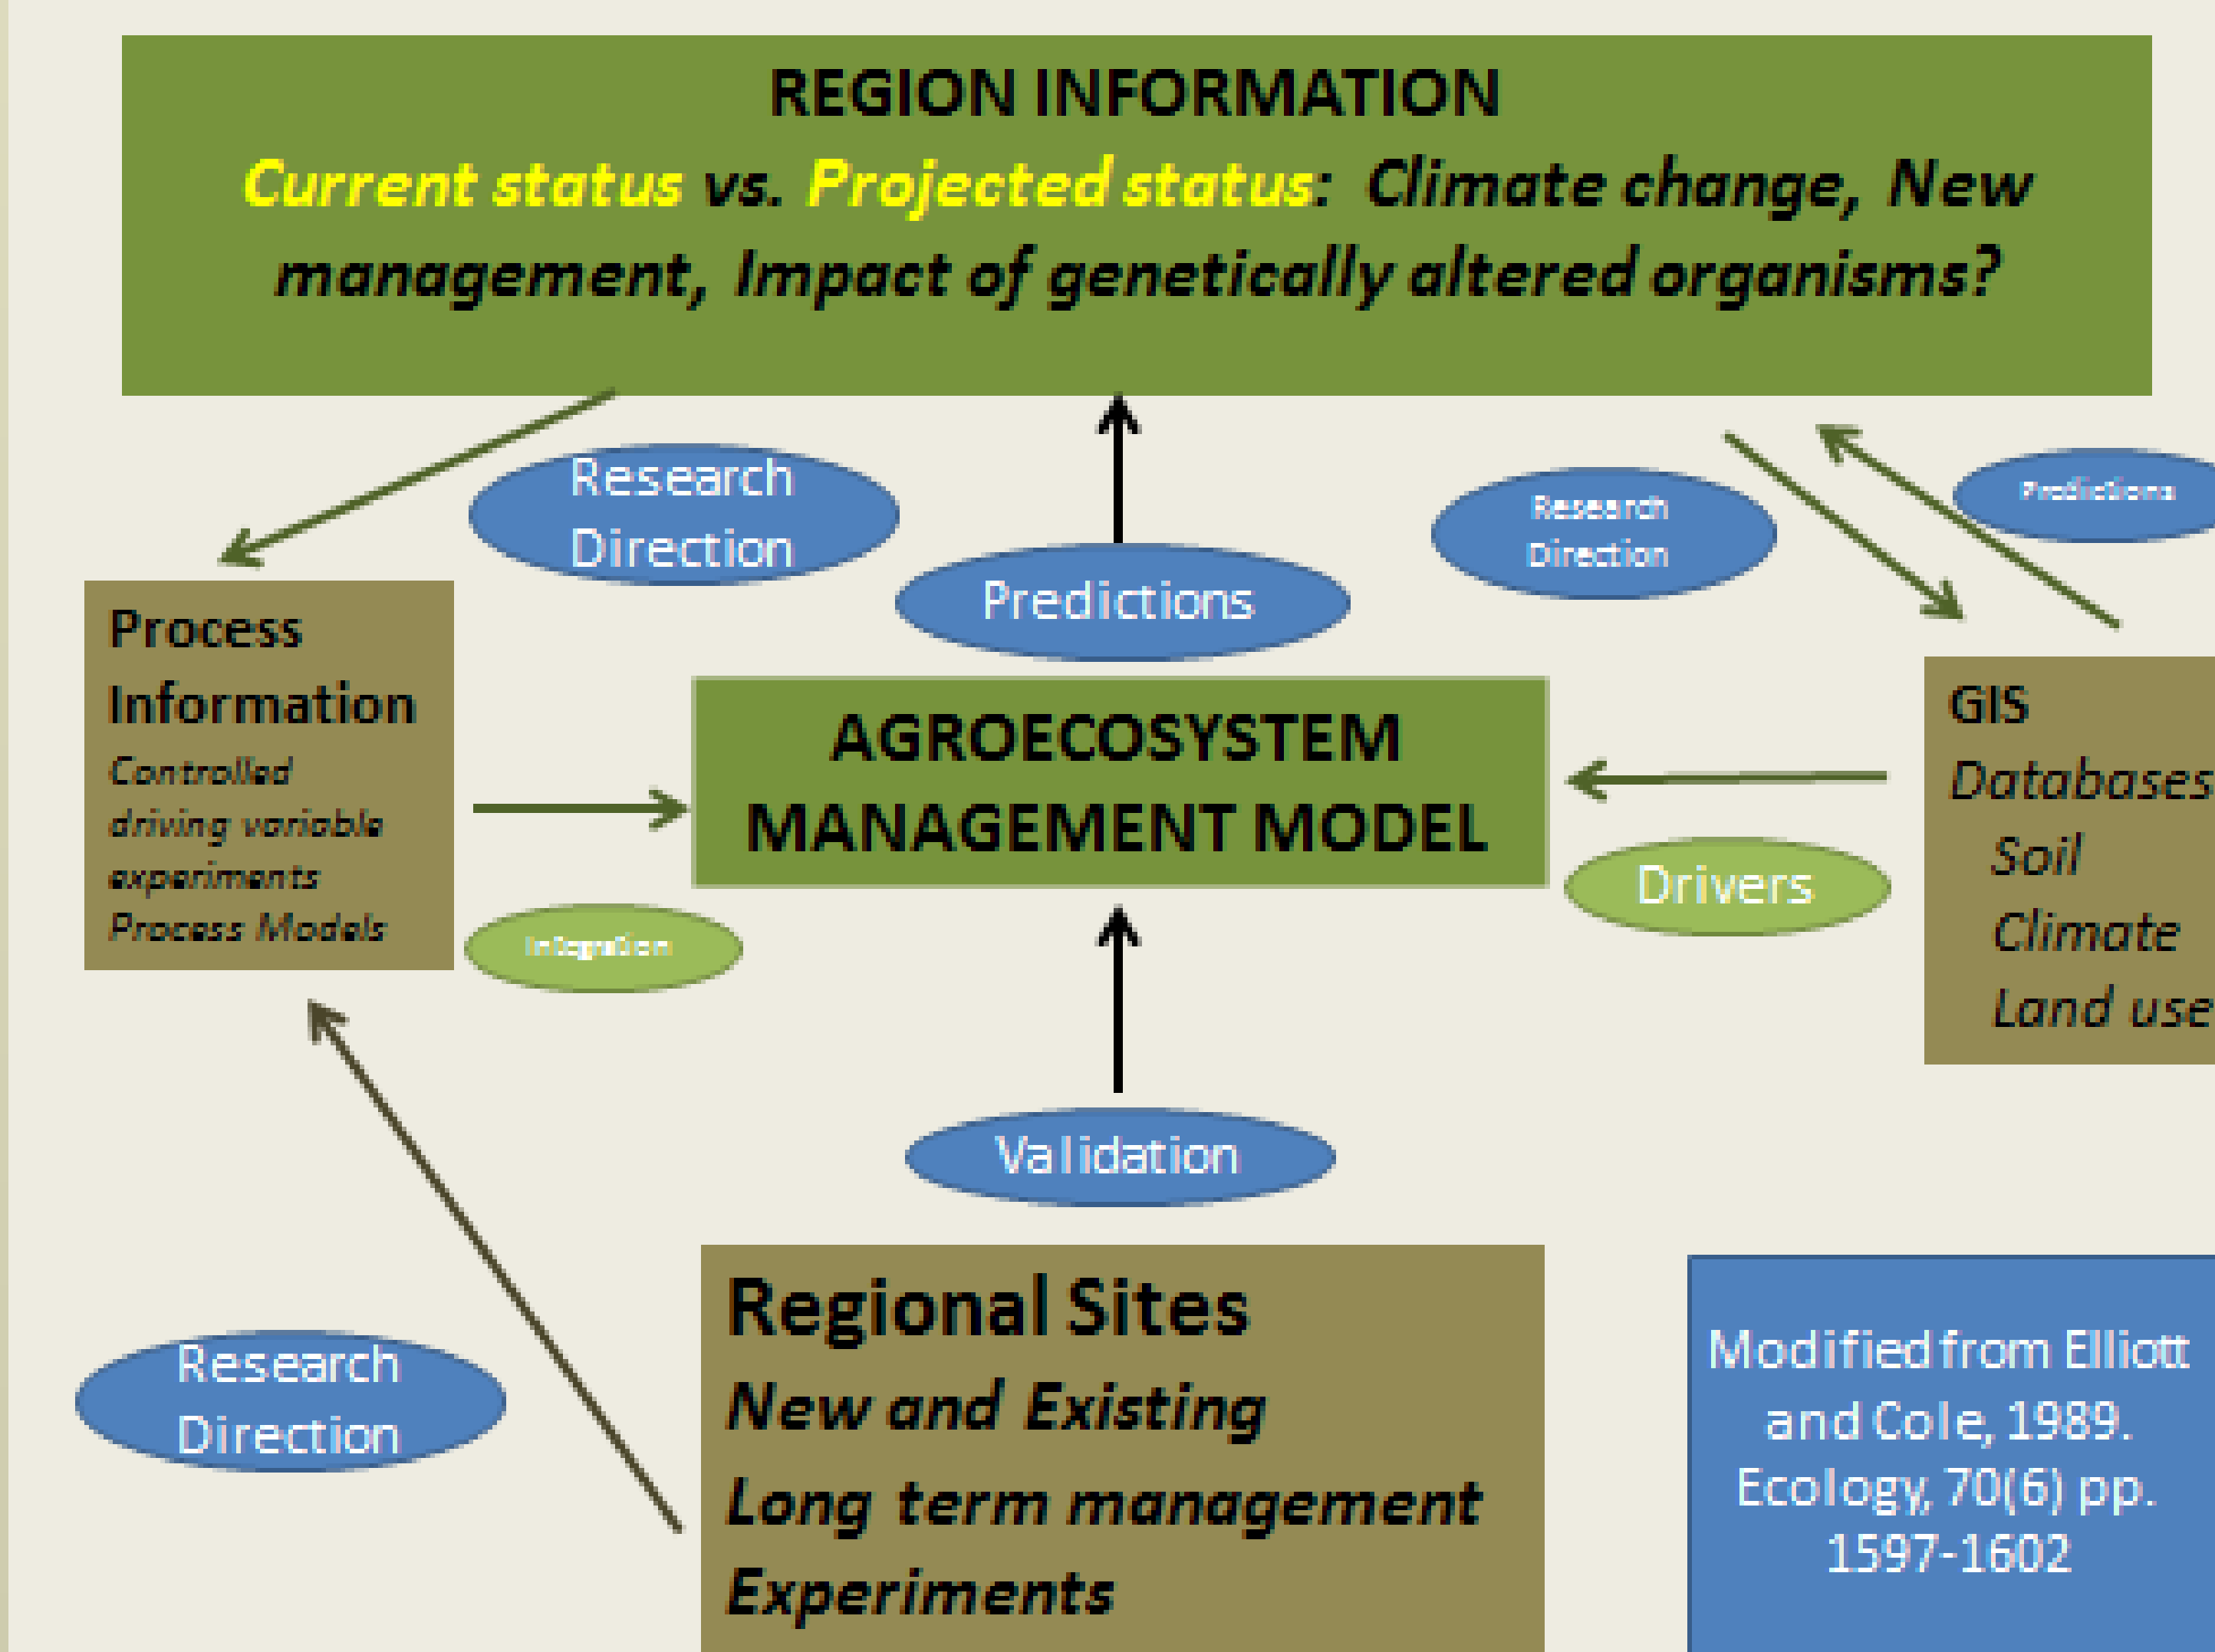 REGION INFORMATION
Current status vs. Projected status: Climate change, New
management, Impact of genetically altered organisms?
Research
Direction
Predictions
Research
Direction
Predictions
Process
Information
Controlled
driving variable
experiments
Process Models
Integration
AGROECOSYSTEM
MANAGEMENT MODEL
Drivers
GIS
Databases
Soil
Climate
Land use
Validation
Research
Direction
Regional Sites
New and Existing
Long term management
Experiments
Modified from Elliott
and Cole, 1989.
Ecology, 70(6) pp.
1597-1602